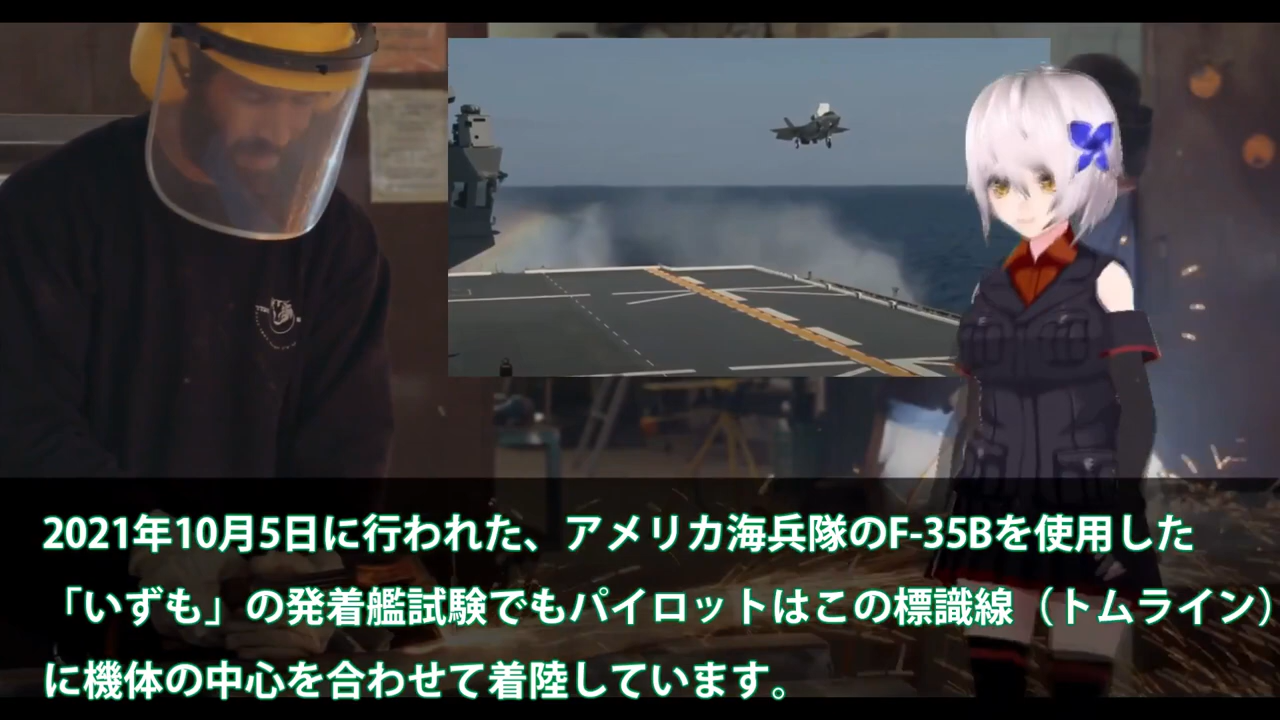 2021年10月5日に行われた、アメリカ海兵隊のF-35Bを使用した
「いずも」の発着艦試験でもパイロットはこの標識線（トムライン）
に機体の中心を合わせて着陸しています。